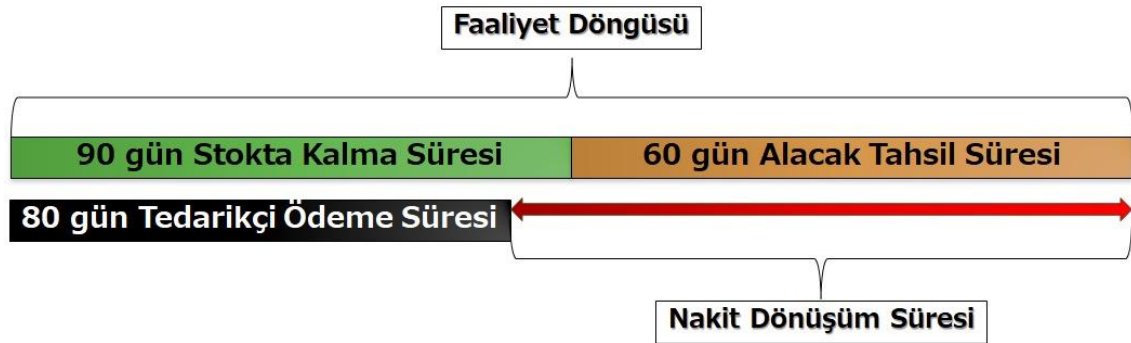 Faaliyet Döngüsü
90 gün Stokta Kalma Süresi
60 gün Alacak Tahsil Süresi
80 gün Tedarikçi Ödeme Süresi
Nakit Dönüşüm Süresi